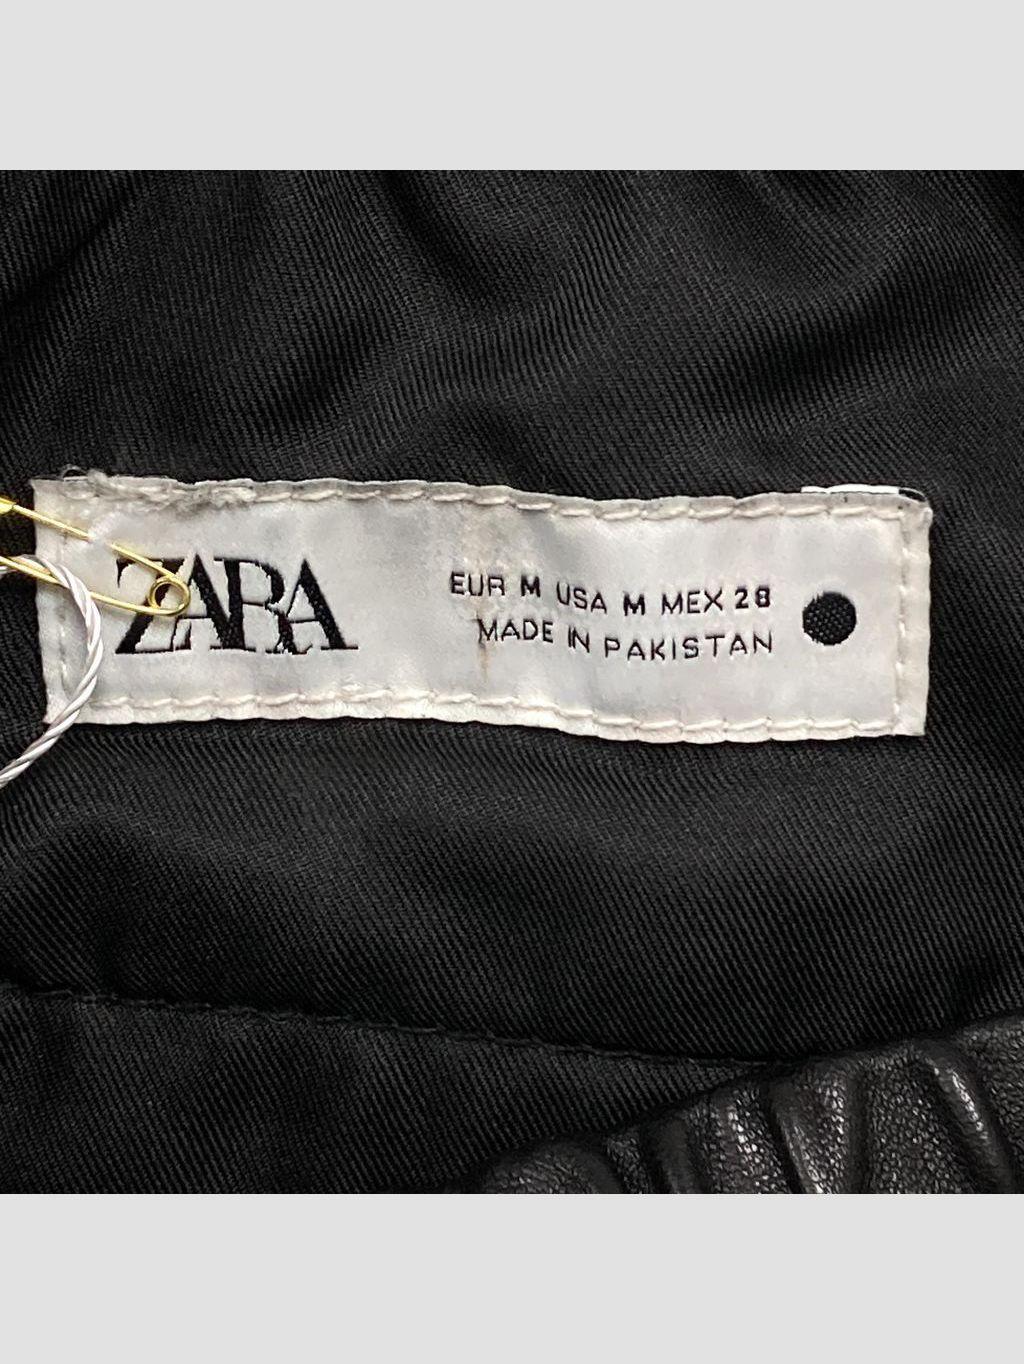 ZARA
EUR M USA M MEX 28
MADE IN PAKISTAN